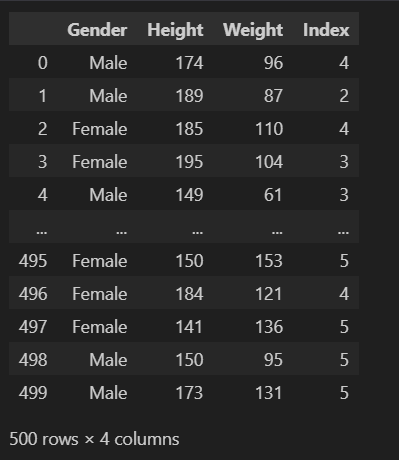 Gender Height Weight Index
0 Male 174 96 4
1 Male 189 87 2
2 Female 185 110 4
3 Female 195 104 3
4 Male 149 61 3
... ... ... ... ...
495 Female 150 153 5
496 Female 184 121 4
497 Female 141 136 5
498 Male 150 95 5
499 Male 173 131 5
500 rows × 4 columns